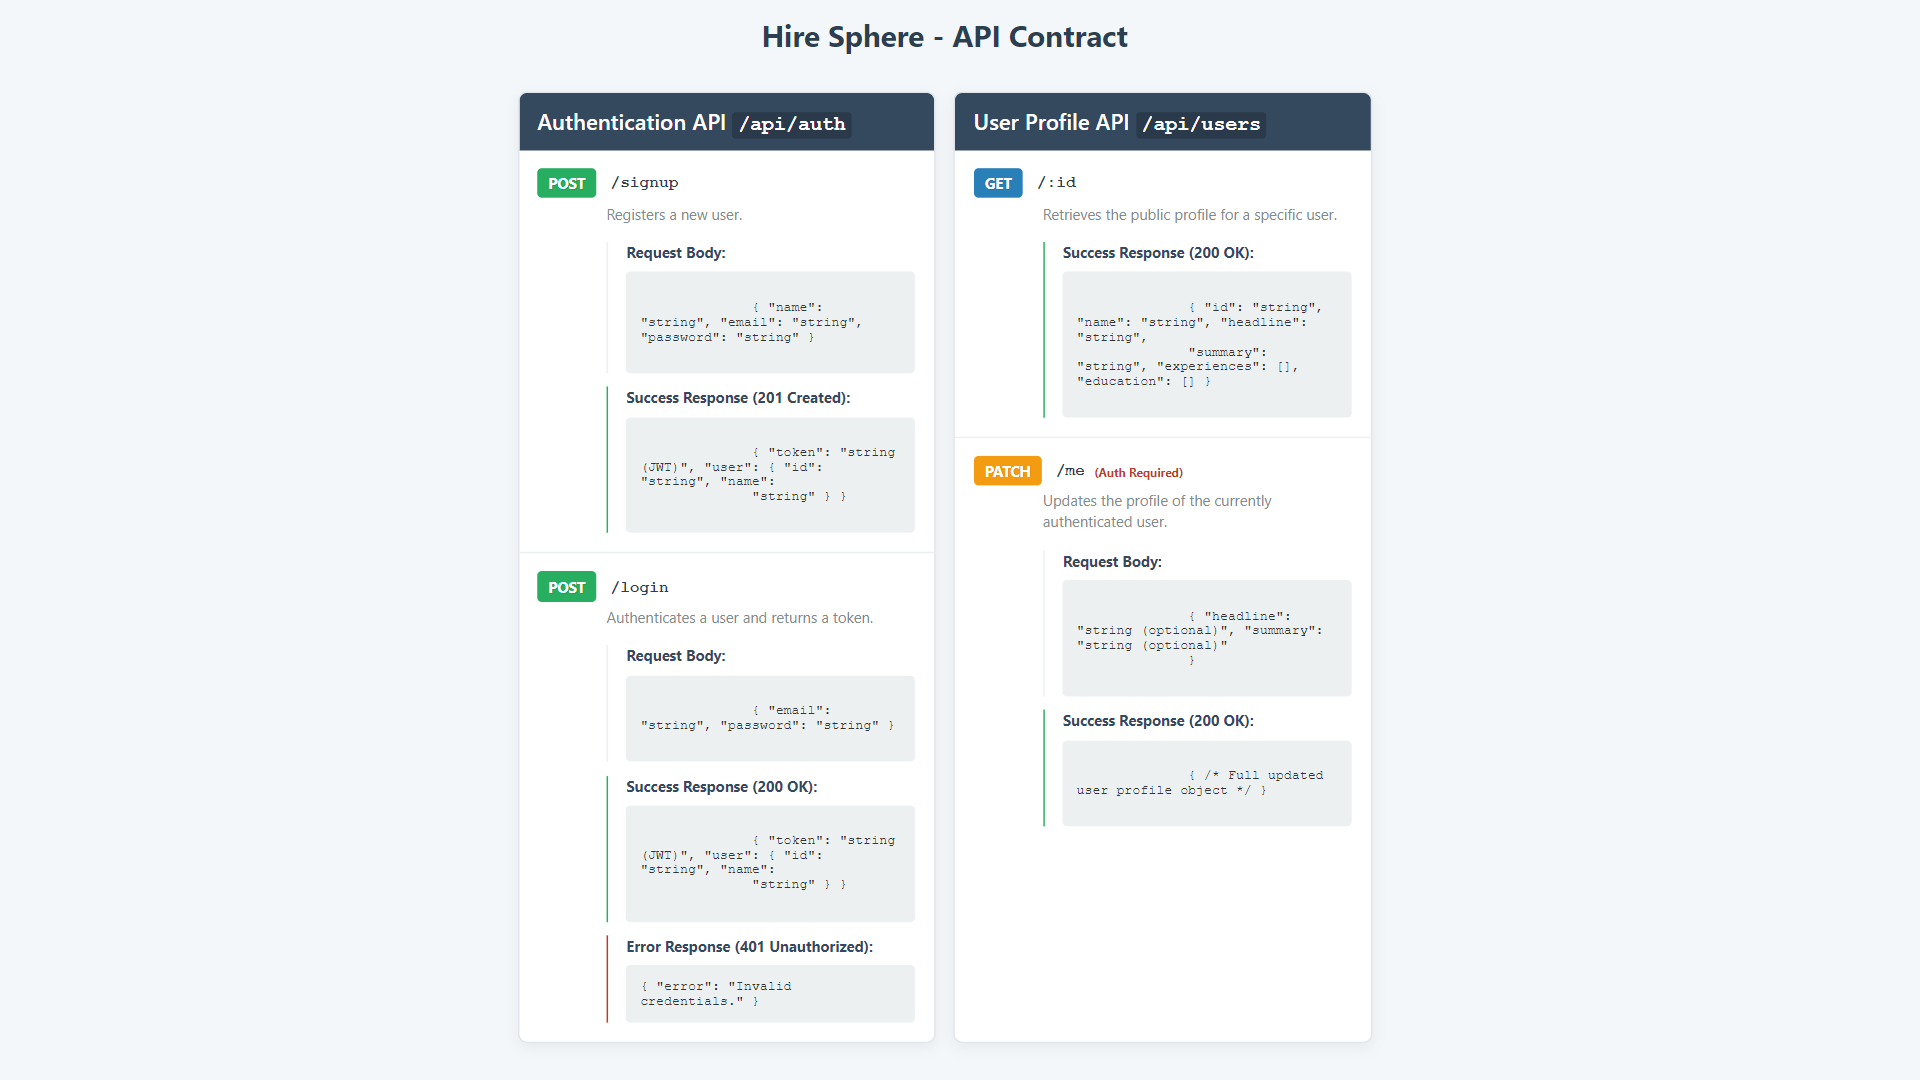 Hire Sphere - API Contract
Authentication API /api/auth
POST /signup
Registers a new user.
Request Body:
{ "name":
"string", "email": "string",
"password": "string" }
Success Response (201 Created):
{ "token": "string
(JWT)", "user": { "id":
"string", "name":
"string" } }
POST /login
Authenticates a user and returns a token.
Request Body:
{ "email":
"string", "password": "string" }
Success Response (200 OK):
{ "token": "string
(JWT)", "user": { "id":
"string", "name":
"string" } }
Error Response (401 Unauthorized):
{ "error": "Invalid
credentials." }
User Profile API /api/users
GET /:id
Retrieves the public profile for a specific user.
Success Response (200 OK):
{ "id": "string",
"name": "string", "headline":
"string",
"summary":
"string", "experiences": [],
"education": [] }
PATCH /me (Auth Required)
Updates the profile of the currently
authenticated user.
Request Body:
{ "headline":
"string (optional)", "summary":
"string (optional)"
}
Success Response (200 OK):
{ /* Full updated
user profile object */ }